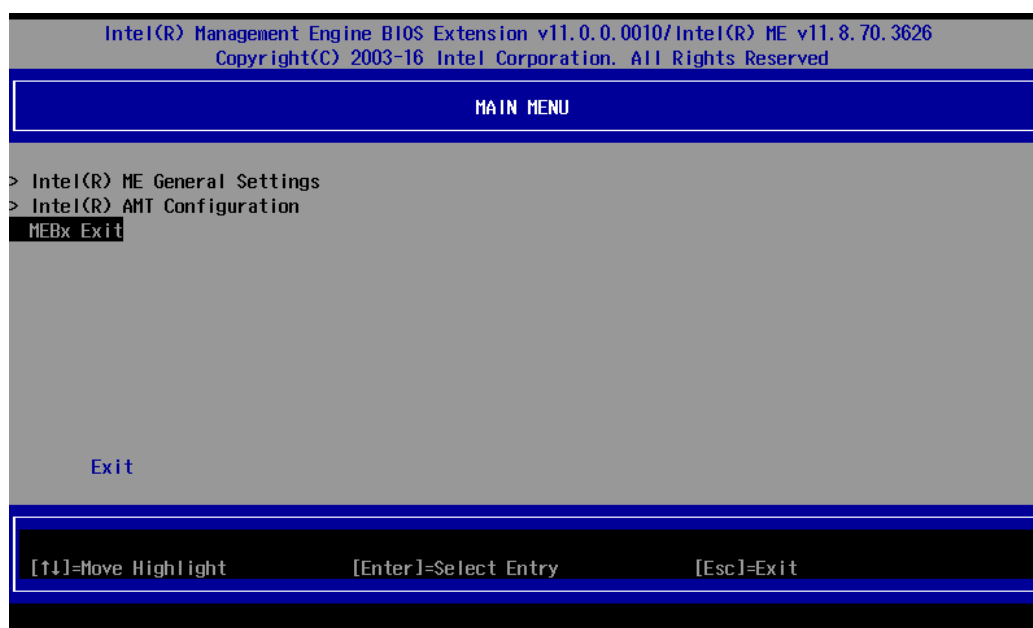 Intel(R) Management Engine BIOS Extension v11.0.0.0010/Intel(R) ME v11.8.70.3626
Copyright(C) 2003-16 Intel Corporation. All Rights Reserved
MAIN MENU
> Intel(R) ME General Settings
> Intel(R) AMT Configuration
MEBx Exit
Exit
[↑↓]=Move Highlight [Enter]=Select Entry [Esc]=Exit